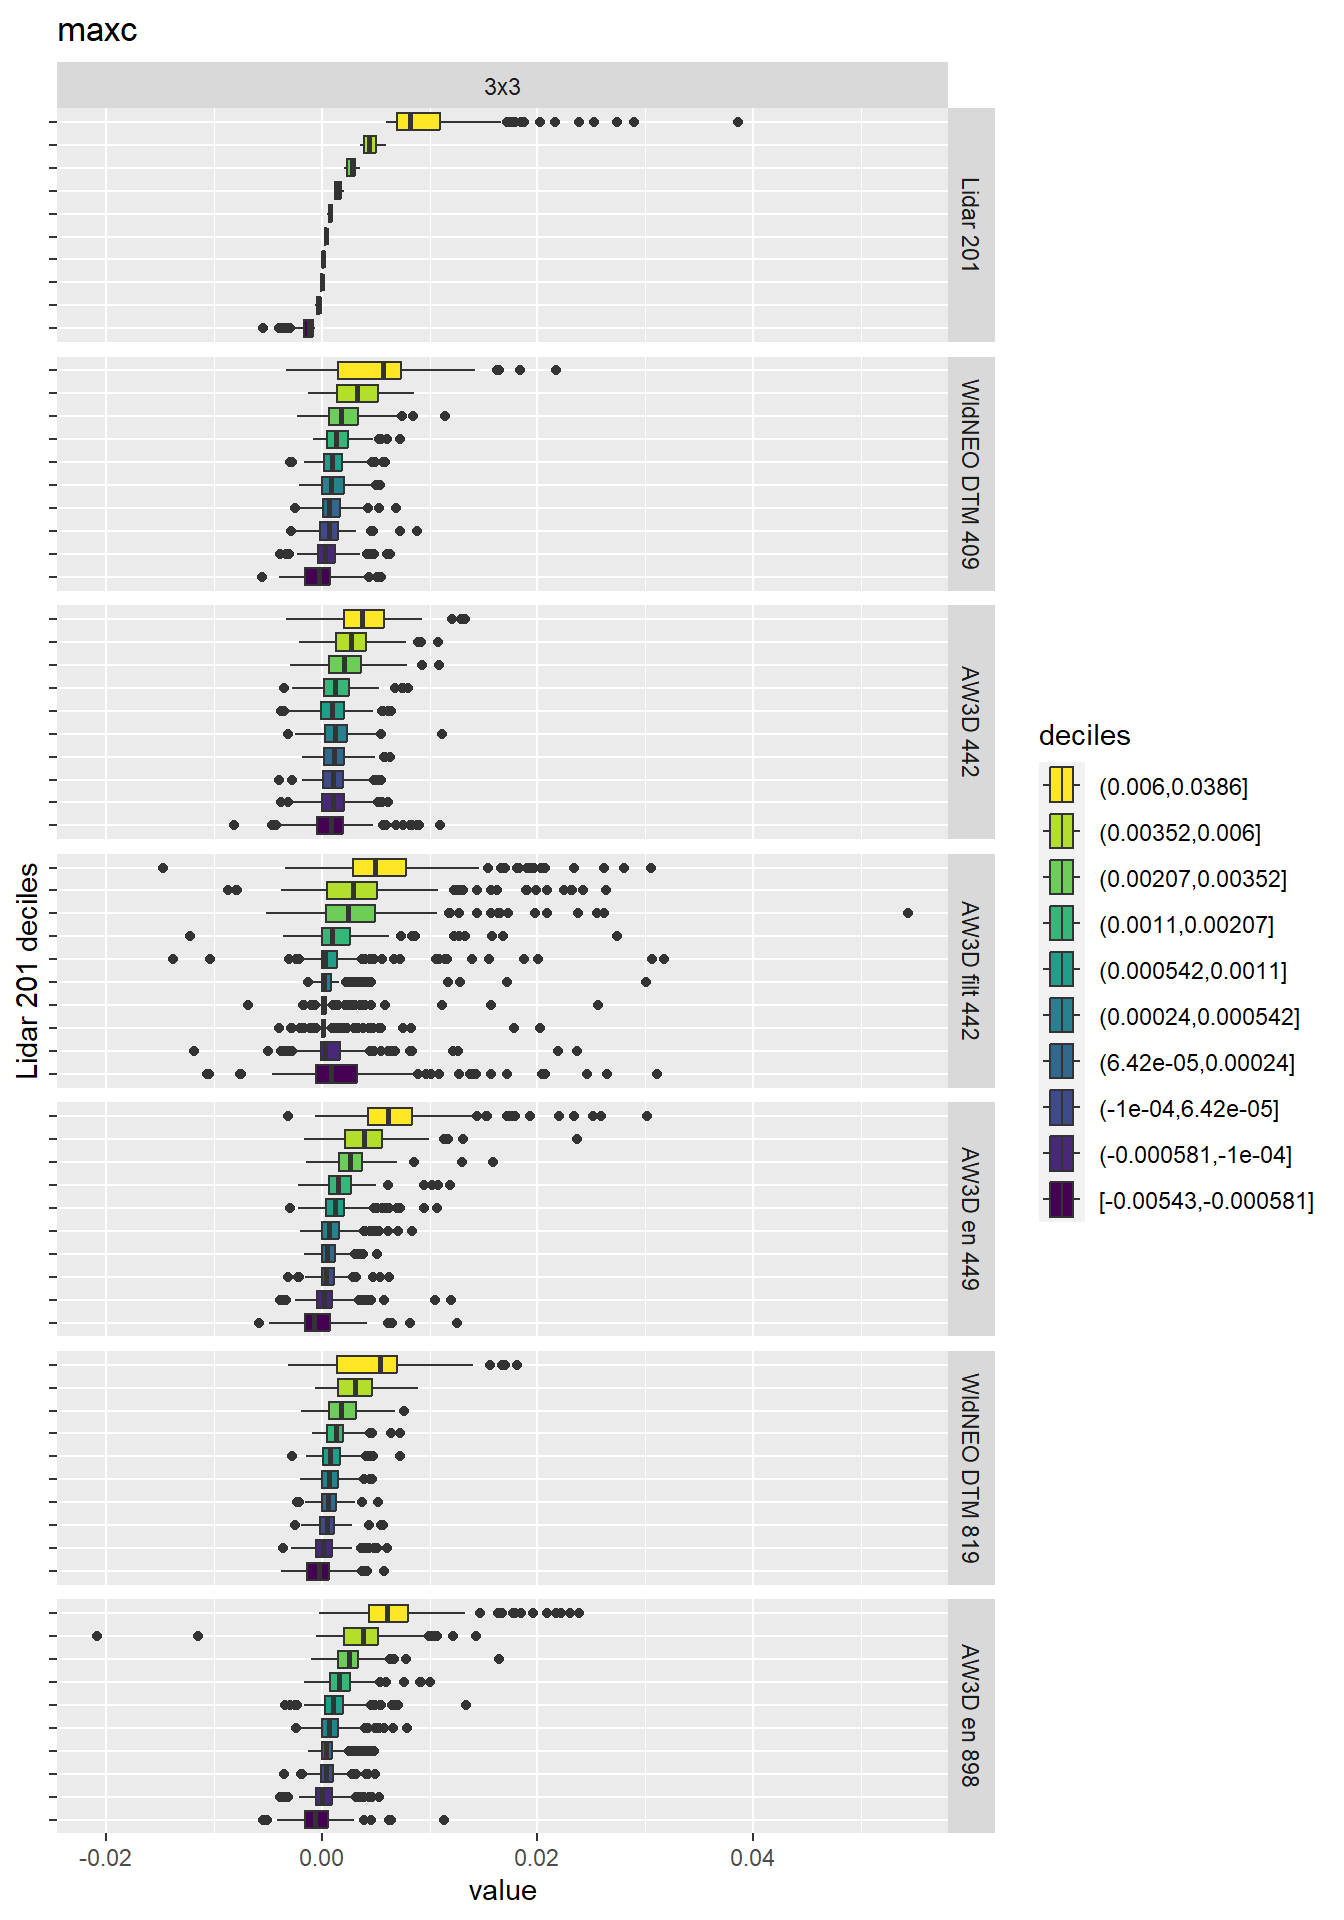 maxc
3x3
Lidar 201
WldNEO DTM 409
AW3D 442
AW3D filt 442
AW3D en 449
WldNEO DTM 819
AW3D en 898
Lidar 201 deciles
-0.02
0.00
0.02
0.04
value
deciles
(0.006,0.0386]
(0.00352,0.006]
(0.00207,0.00352]
(0.0011,0.00207]
(0.000542,0.0011]
(0.00024,0.000542]
(6.42e-05,0.00024]
(-1e-04,6.42e-05]
(-0.000581,-1e-04]
[-0.00543,-0.000581]